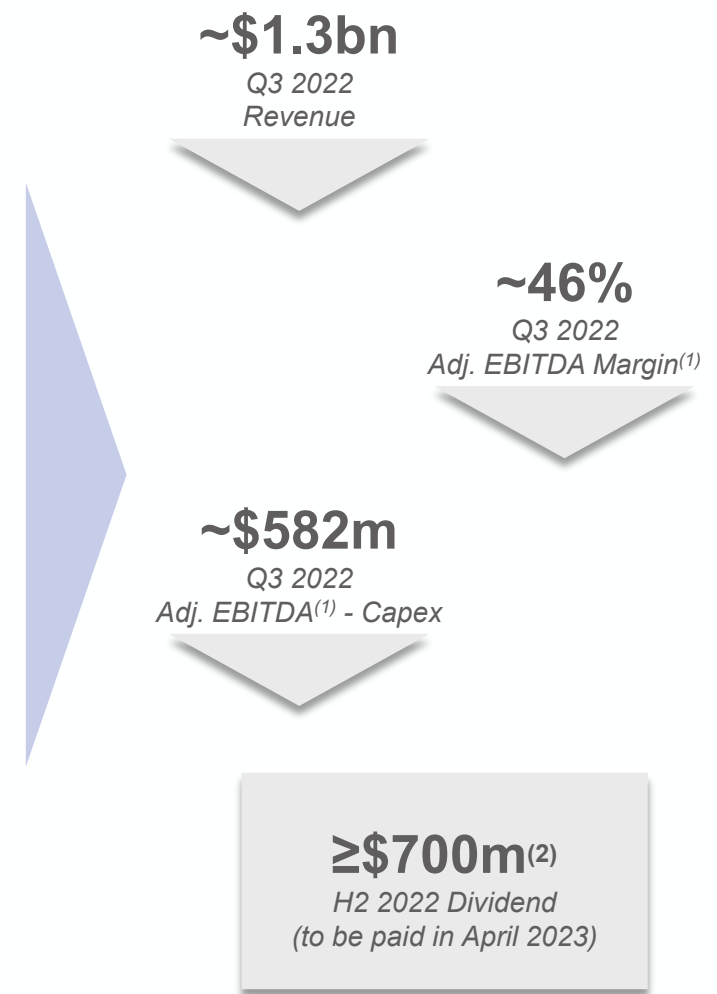 ~$1.3bn
Q3 2022
Revenue
~46%
Q3 2022
Adj. EBITDA Margin(1)
~$582m
Q3 2022
Adj. EBITDA(1) - Capex
≥$700m(2)
H2 2022 Dividend
(to be paid in April 2023)